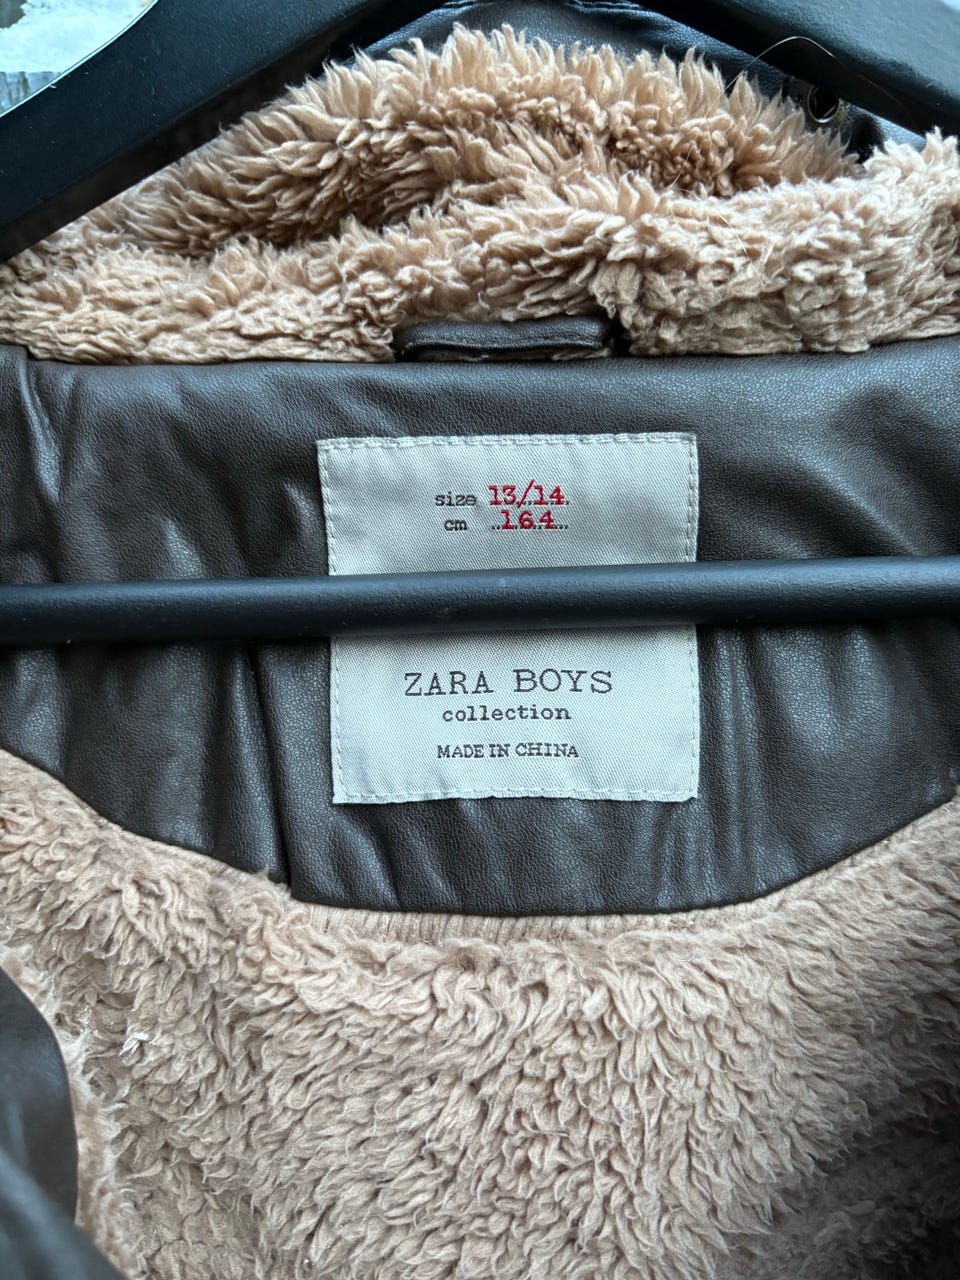 size 13/14
cm 164
ZARA BOYS
collection
MADE IN CHINA